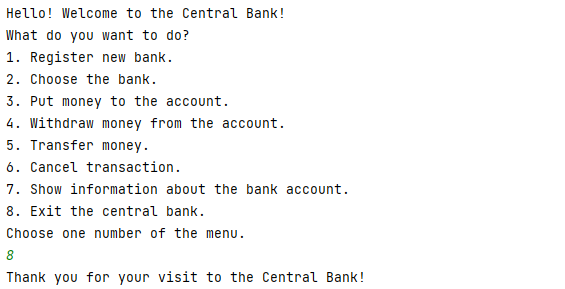 Hello! Welcome to the Central Bank!
What do you want to do?
1. Register new bank.
2. Choose the bank.
3. Put money to the account.
4. Withdraw money from the account.
5. Transfer money.
6. Cancel transaction.
7. Show information about the bank account.
8. Exit the central bank.
Choose one number of the menu.
8
Thank you for your visit to the Central Bank!